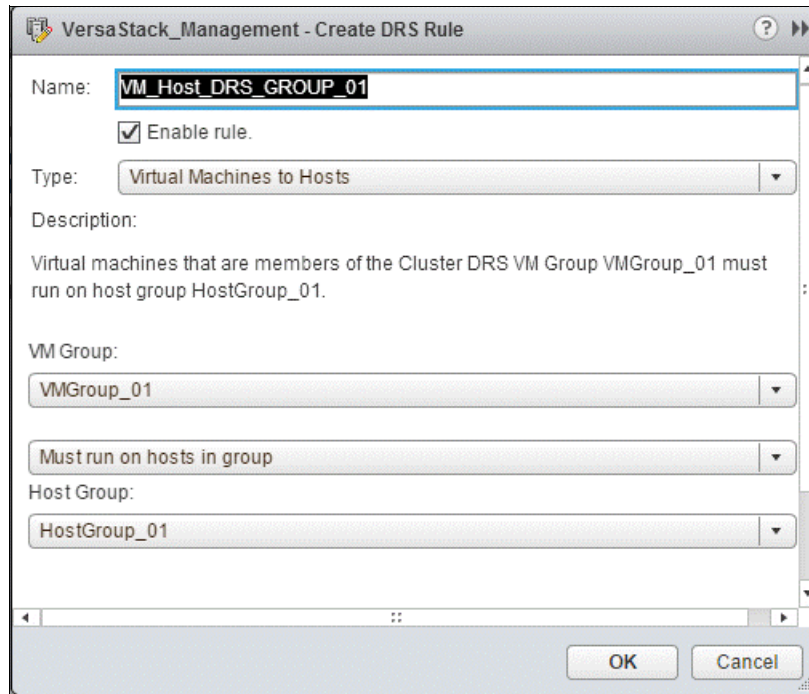 VersaStack_Management - Create DRS Rule
?
Name: VM_Host_DRS_GROUP_01
Enable rule.
Type: Virtual Machines to Hosts
Description:
Virtual machines that are members of the Cluster DRS VM Group VMGroup_01 must
run on host group HostGroup_01.
VM Group:
VMGroup_01
Must run on hosts in group
Host Group:
HostGroup_01
OK Cancel